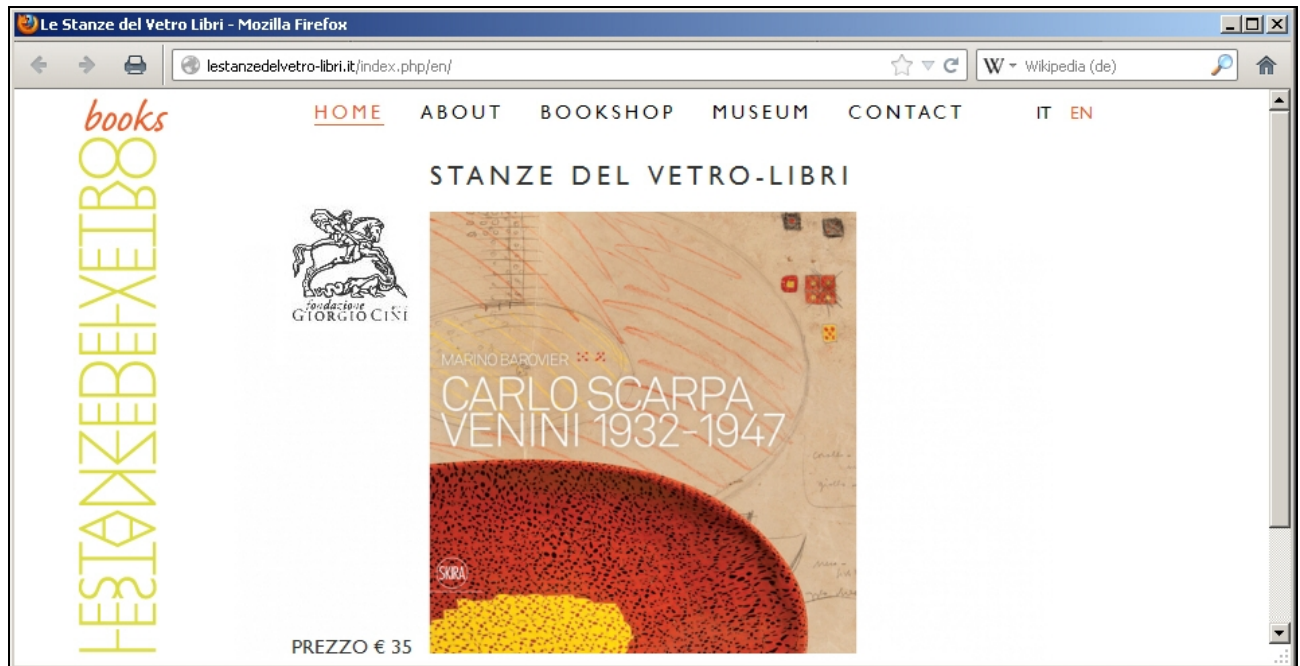 Le Stanze del Vetro Libri - Mozilla Firefox
lestanzedelvetro-libri.it/index.php/en/
W Wikipedia (de)
books
HOME ABOUT BOOKSHOP MUSEUM CONTACT IT EN
STANZE DEL VETRO-LIBRI
fondazione
GIORGIO CINI
MARINO BAROVIER
CARLO SCARPA
VENINI 1932-1947
SKIRA
PREZZO € 35